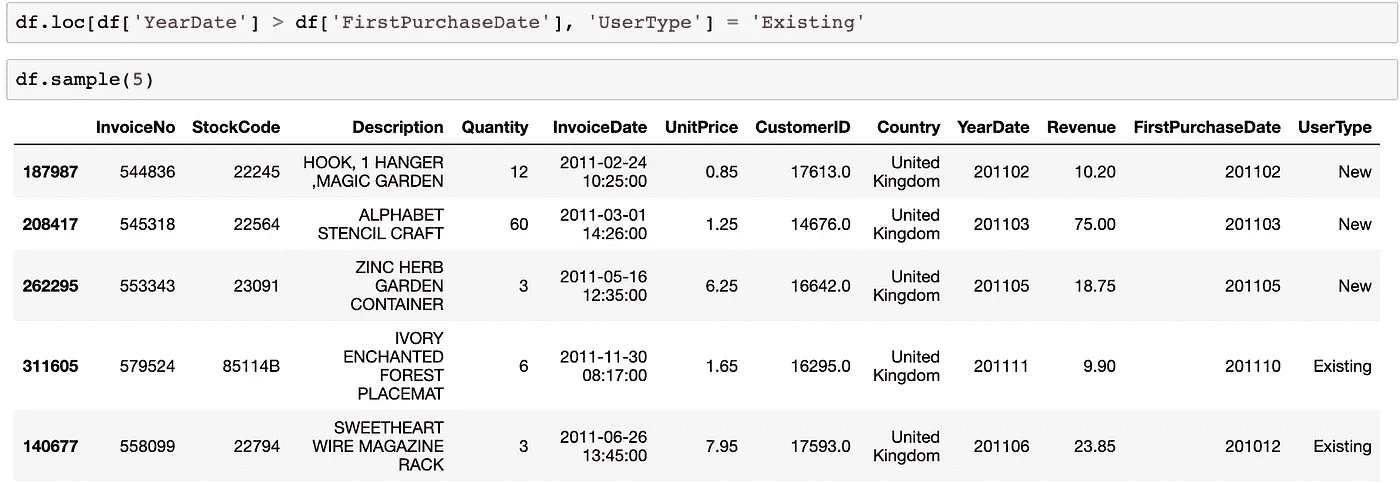 df.loc[df['YearDate'] > df['FirstPurchaseDate'], 'UserType'] = 'Existing'
df.sample(5)
InvoiceNo StockCode Description Quantity InvoiceDate UnitPrice CustomerID Country YearDate Revenue FirstPurchaseDate UserType
187987 544836 22245 HOOK, 1 HANGER ,MAGIC GARDEN 12 2011-02-24 10:25:00 0.85 17613.0 United Kingdom 201102 10.20 201102 New
208417 545318 22564 ALPHABET STENCIL CRAFT 60 2011-03-01 14:26:00 1.25 14676.0 United Kingdom 201103 75.00 201103 New
262295 553343 23091 ZINC HERB GARDEN CONTAINER 3 2011-05-16 12:35:00 6.25 16642.0 United Kingdom 201105 18.75 201105 New
311605 579524 85114B IVORY ENCHANTED FOREST PLACEMAT 6 2011-11-30 08:17:00 1.65 16295.0 United Kingdom 201111 9.90 201110 Existing
140677 558099 22794 SWEETHEART WIRE MAGAZINE RACK 3 2011-06-26 13:45:00 7.95 17593.0 United Kingdom 201106 23.85 201012 Existing